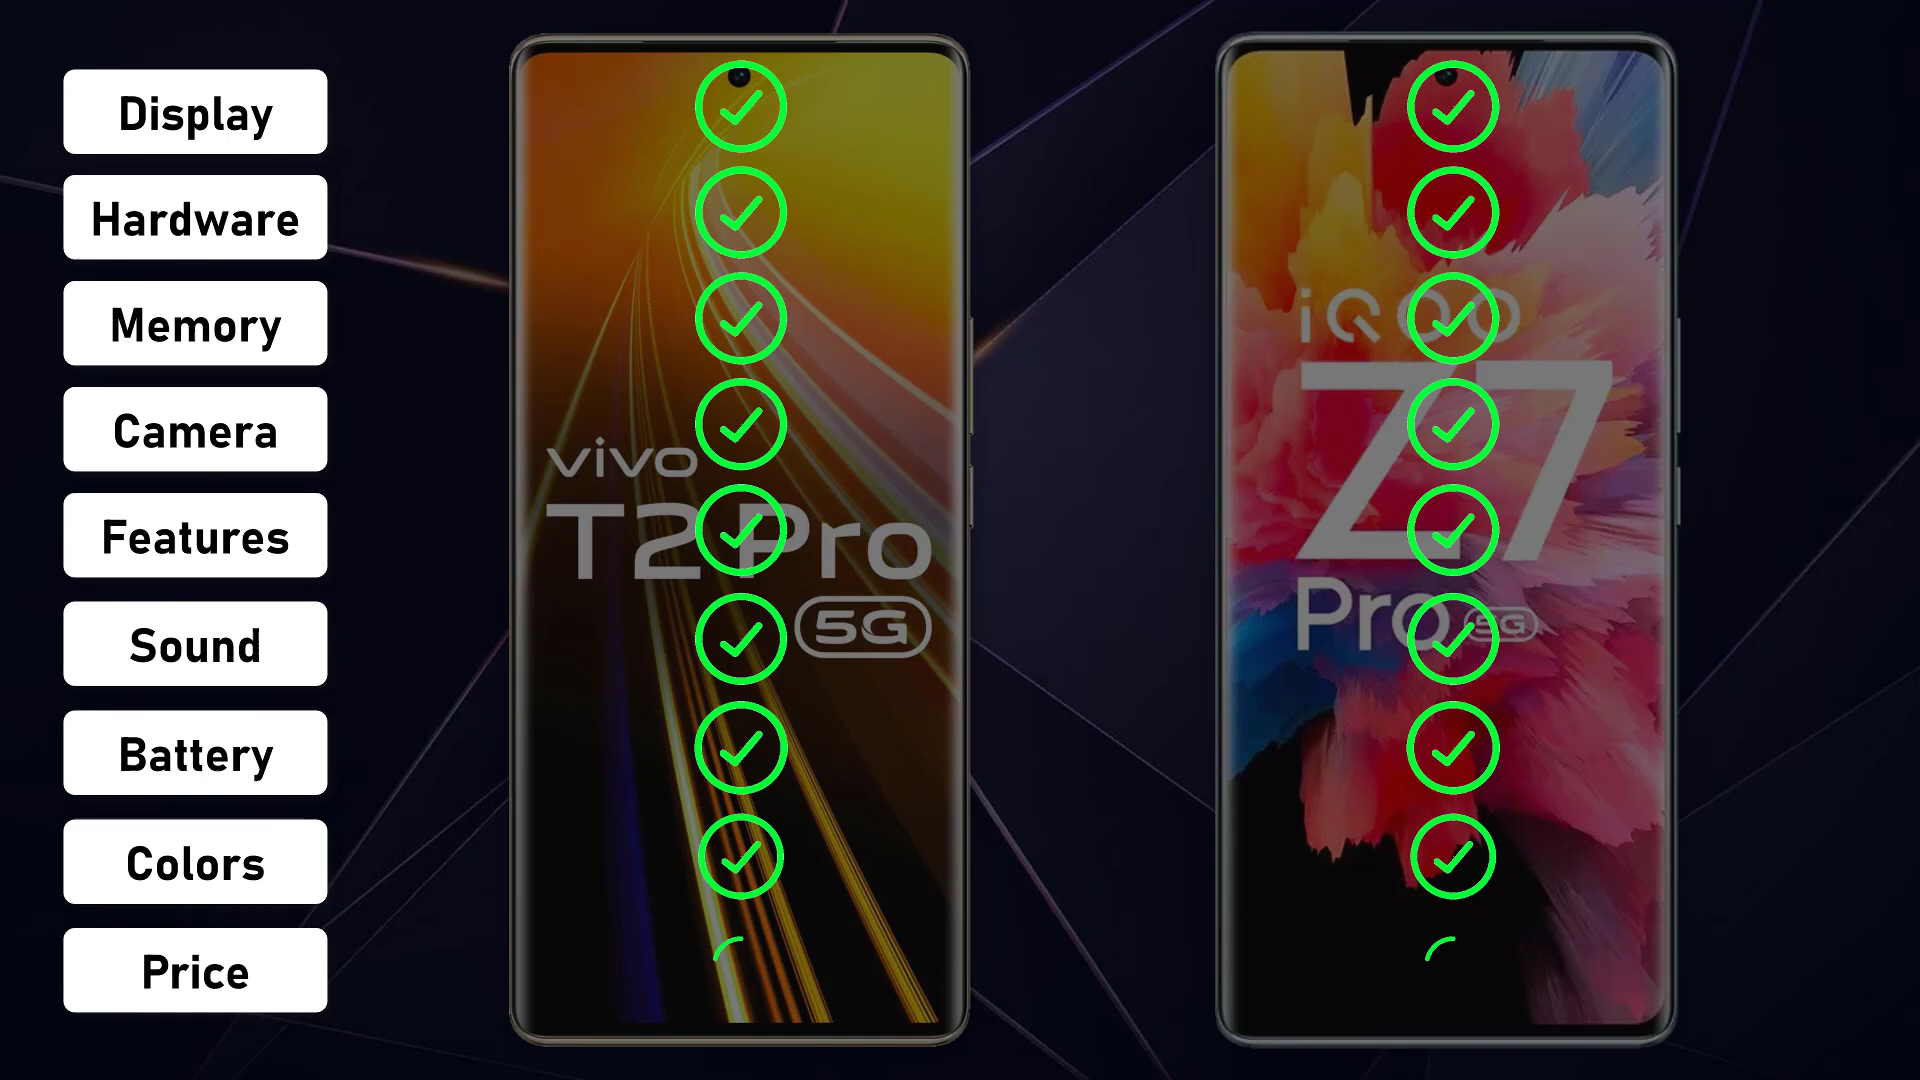 Display
Hardware
Memory
Camera
Features
Sound
Battery
Colors
Price
vivo
T2 Pro
5G
iQOO
Z7
Pro 5G